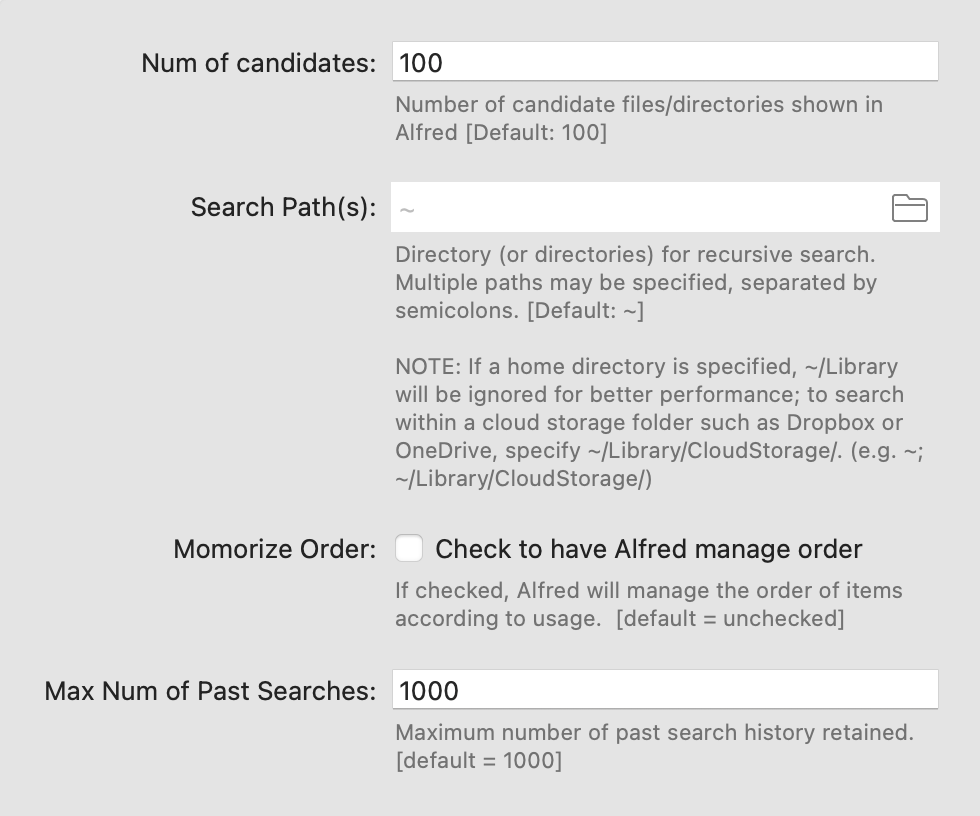 Num of candidates: 100
Number of candidate files/directories shown in
Alfred [Default: 100]
Search Path(s): ~
Directory (or directories) for recursive search.
Multiple paths may be specified, separated by
semicolons. [Default: ~]
NOTE: If a home directory is specified, ~/Library
will be ignored for better performance; to search
within a cloud storage folder such as Dropbox or
OneDrive, specify ~/Library/CloudStorage/. (e.g. ~;
~/Library/CloudStorage/)
Momorize Order: Check to have Alfred manage order
If checked, Alfred will manage the order of items
according to usage.  [default = unchecked]
Max Num of Past Searches: 1000
Maximum number of past search history retained.
[default = 1000]